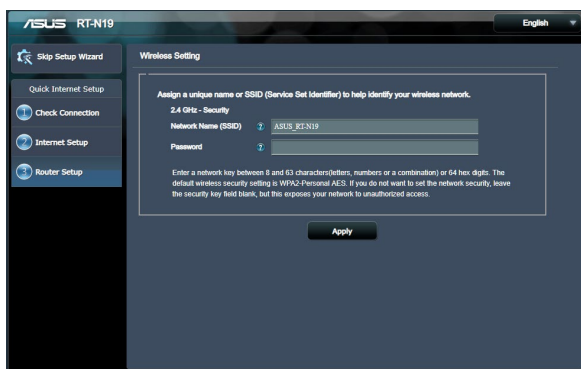 ASUS RT-N19
English
Skip Setup Wizard
Quick Internet Setup
1 Check Connection
2 Internet Setup
3 Router Setup
Wireless Setting
Assign a unique name or SSID (Service Set Identifier) to help identify your wireless network.
2.4 GHz - Security
Network Name (SSID) ? ASUS_RT-N19
Password ?
Enter a network key between 8 and 63 characters(letters, numbers or a combination) or 64 hex digits. The
default wireless security setting is WPA2-Personal AES. If you do not want to set the network security, leave
the security key field blank, but this exposes your network to unauthorized access.
Apply